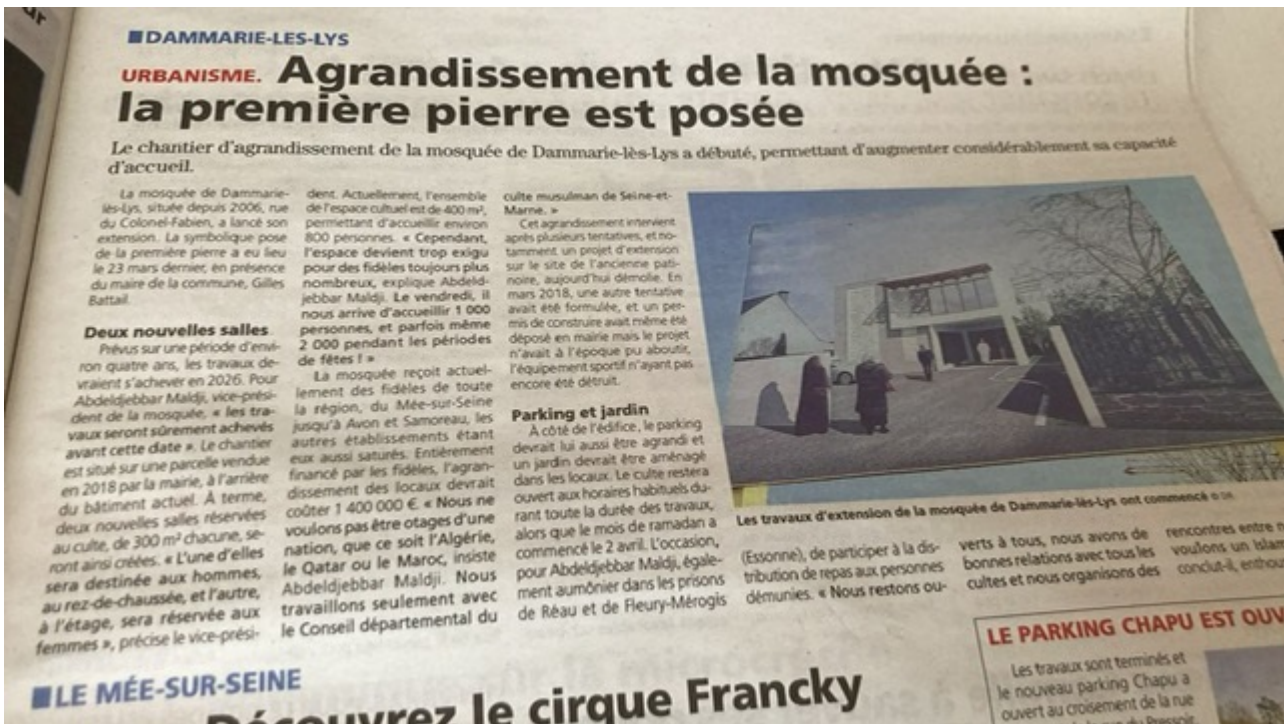 ur
■DAMMARIE-LES-LYS
URBANISME. Agrandissement de la mosquée :
la première pierre est posée
Le chantier d'agrandissement de la mosquée de Dammarie-lès-Lys a débuté, permettant d'augmenter considérablement sa capacité
d'accueil.
La mosquée de Dammarie-
lès-Lys, située depuis 2006, rue
du Colonel-Fabien, a lancé son
extension. La symbolique pose
de la première pierre a eu lieu
le 23 mars dernier, en présence
du maire de la commune, Gilles
Battail.
Deux nouvelles salles
Prévus sur une période d'envi-
ron quatre ans, les travaux de-
vraient s'achever en 2026. Pour
Abdeldjebbar Maldji, vice-prési-
dent de la mosquée, « les tra-
vaux seront sûrement achevés
avant cette date ». Le chantier
est situé sur une parcelle vendue
en 2018 par la mairie, à l'arrière
du bâtiment actuel. À terme,
deux nouvelles salles réservées
au culte, de 300 m² chacune, se-
ront ainsi créées. « L'une d'elles
sera destinée aux hommes,
au rez-de-chaussée, et l'autre,
à l'étage, sera réservée aux
femmes », précise le vice-prési-
dent. Actuellement, l'ensemble
de l'espace cultuel est de 400 m²,
permettant d'accueillir environ
800 personnes. « Cependant,
l'espace devient trop exigu
pour des fidèles toujours plus
nombreux, explique Abdeld-
jebbar Maldji. Le vendredi, il
nous arrive d'accueillir 1 000
personnes, et parfois même
2 000 pendant les périodes
de fêtes ! »
La mosquée reçoit actuel-
lement des fidèles de toute
la région, du Mée-sur-Seine
jusqu'à Avon et Samoreau, les
autres établissements étant
eux aussi saturés. Entièrement
financé par les fidèles, l'agran-
dissement des locaux devrait
coûter 1 400 000 €. « Nous ne
voulons pas être otages d'une
nation, que ce soit l'Algérie,
le Qatar ou le Maroc, insiste
Abdeldjebbar Maldji. Nous
travaillons seulement avec
le Conseil départemental du
culte musulman de Seine-et-
Marne. »
Cet agrandissement intervient
après plusieurs tentatives, et no-
tamment un projet d'extension
sur le site de l'ancienne pati-
noire, aujourd'hui démolie. En
mars 2018, une autre tentative
avait été formulée, et un per-
mis de construire avait même été
déposé en mairie mais le projet
n'avait à l'époque pu aboutir,
l'équipement sportif n'ayant pas
encore été détruit.
Parking et jardin
À côté de l'édifice, le parking
devrait lui aussi être agrandi et
un jardin devrait être aménagé
dans les locaux. Le culte restera
ouvert aux horaires habituels du-
rant toute la durée des travaux,
alors que le mois de ramadan a
commencé le 2 avril. L'occasion,
pour Abdeldjebbar Maldji, égale-
ment aumônier dans les prisons
de Réau et de Fleury-Mérogis
Les travaux d'extension de la mosquée de Dammarie-lès-Lys ont commencé
(Essonne), de participer à la dis-
tribution de repas aux personnes
démunies. « Nous restons ou-
verts à tous, nous avons de
bonnes relations avec tous les
cultes et nous organisons des
rencontres entre
voulons un Islam
conclut-il, enthou
■LE MÉE-SUR-SEINE
Découvrez le cirque Francky
LE PARKING CHAPU EST OUV
Les travaux sont terminés et
le nouveau parking Chapu a
ouvert au croisement de la rue